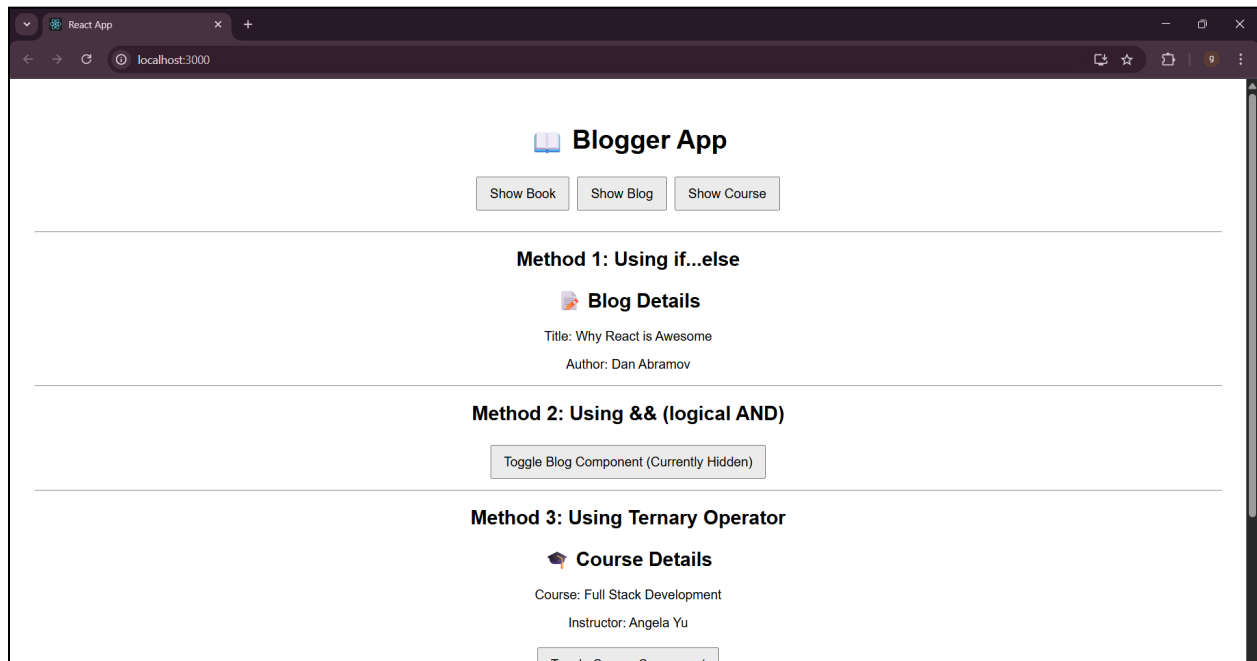 React App
localhost:3000
g
Blogger App
Show Book Show Blog Show Course
Method 1: Using if...else
Blog Details
Title: Why React is Awesome
Author: Dan Abramov
Method 2: Using && (logical AND)
Toggle Blog Component (Currently Hidden)
Method 3: Using Ternary Operator
Course Details
Course: Full Stack Development
Instructor: Angela Yu